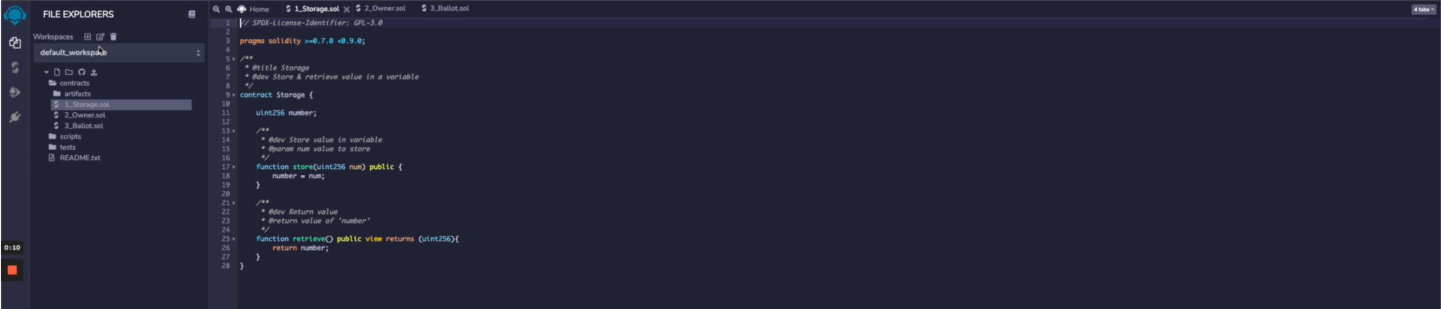 FILE EXPLORERS
Workspaces
default_workspace
contracts
artifacts
1_Storage.sol
2_Owner.sol
3_Ballot.sol
scripts
tests
README.txt
0:10
Home
1_Storage.sol
2_Owner.sol
3_Ballot.sol
4 tabs
1 // SPDX-License-Identifier: GPL-3.0
2
3 pragma solidity >=0.7.0 <0.9.0;
4
5 /**
6 * @title Storage
7 * @dev Store & retrieve value in a variable
8 */
9 contract Storage {
10
11 uint256 number;
12
13 /**
14 * @dev Store value in variable
15 * @param num value to store
16 */
17 function store(uint256 num) public {
18 number = num;
19 }
20
21 /**
22 * @dev Return value
23 * @return value of 'number'
24 */
25 function retrieve() public view returns (uint256){
26 return number;
27 }
28 }